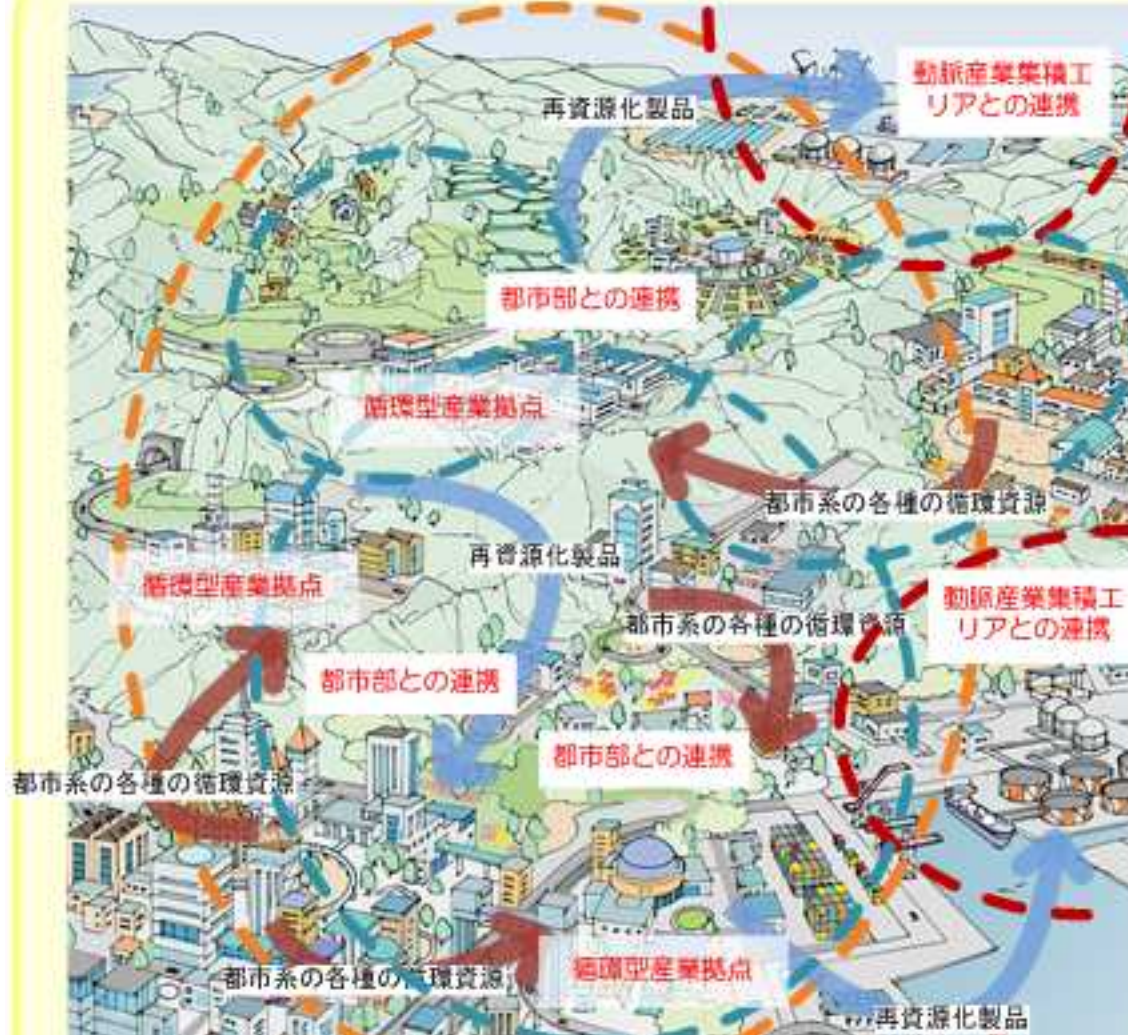 動脈産業集積エ
リアとの連携
再資源化製品
都市部との連携
循環型産業拠点
都市系の各種の循環資源
再資源化製品
循環型産業拠点
動脈産業集積エ
リアとの連携
都市系の各種の循環資源
都市部との連携
都市部との連携
都市系の各種の循環資源
循環型産業拠点
都市系の各種の循環資源
再資源化製品